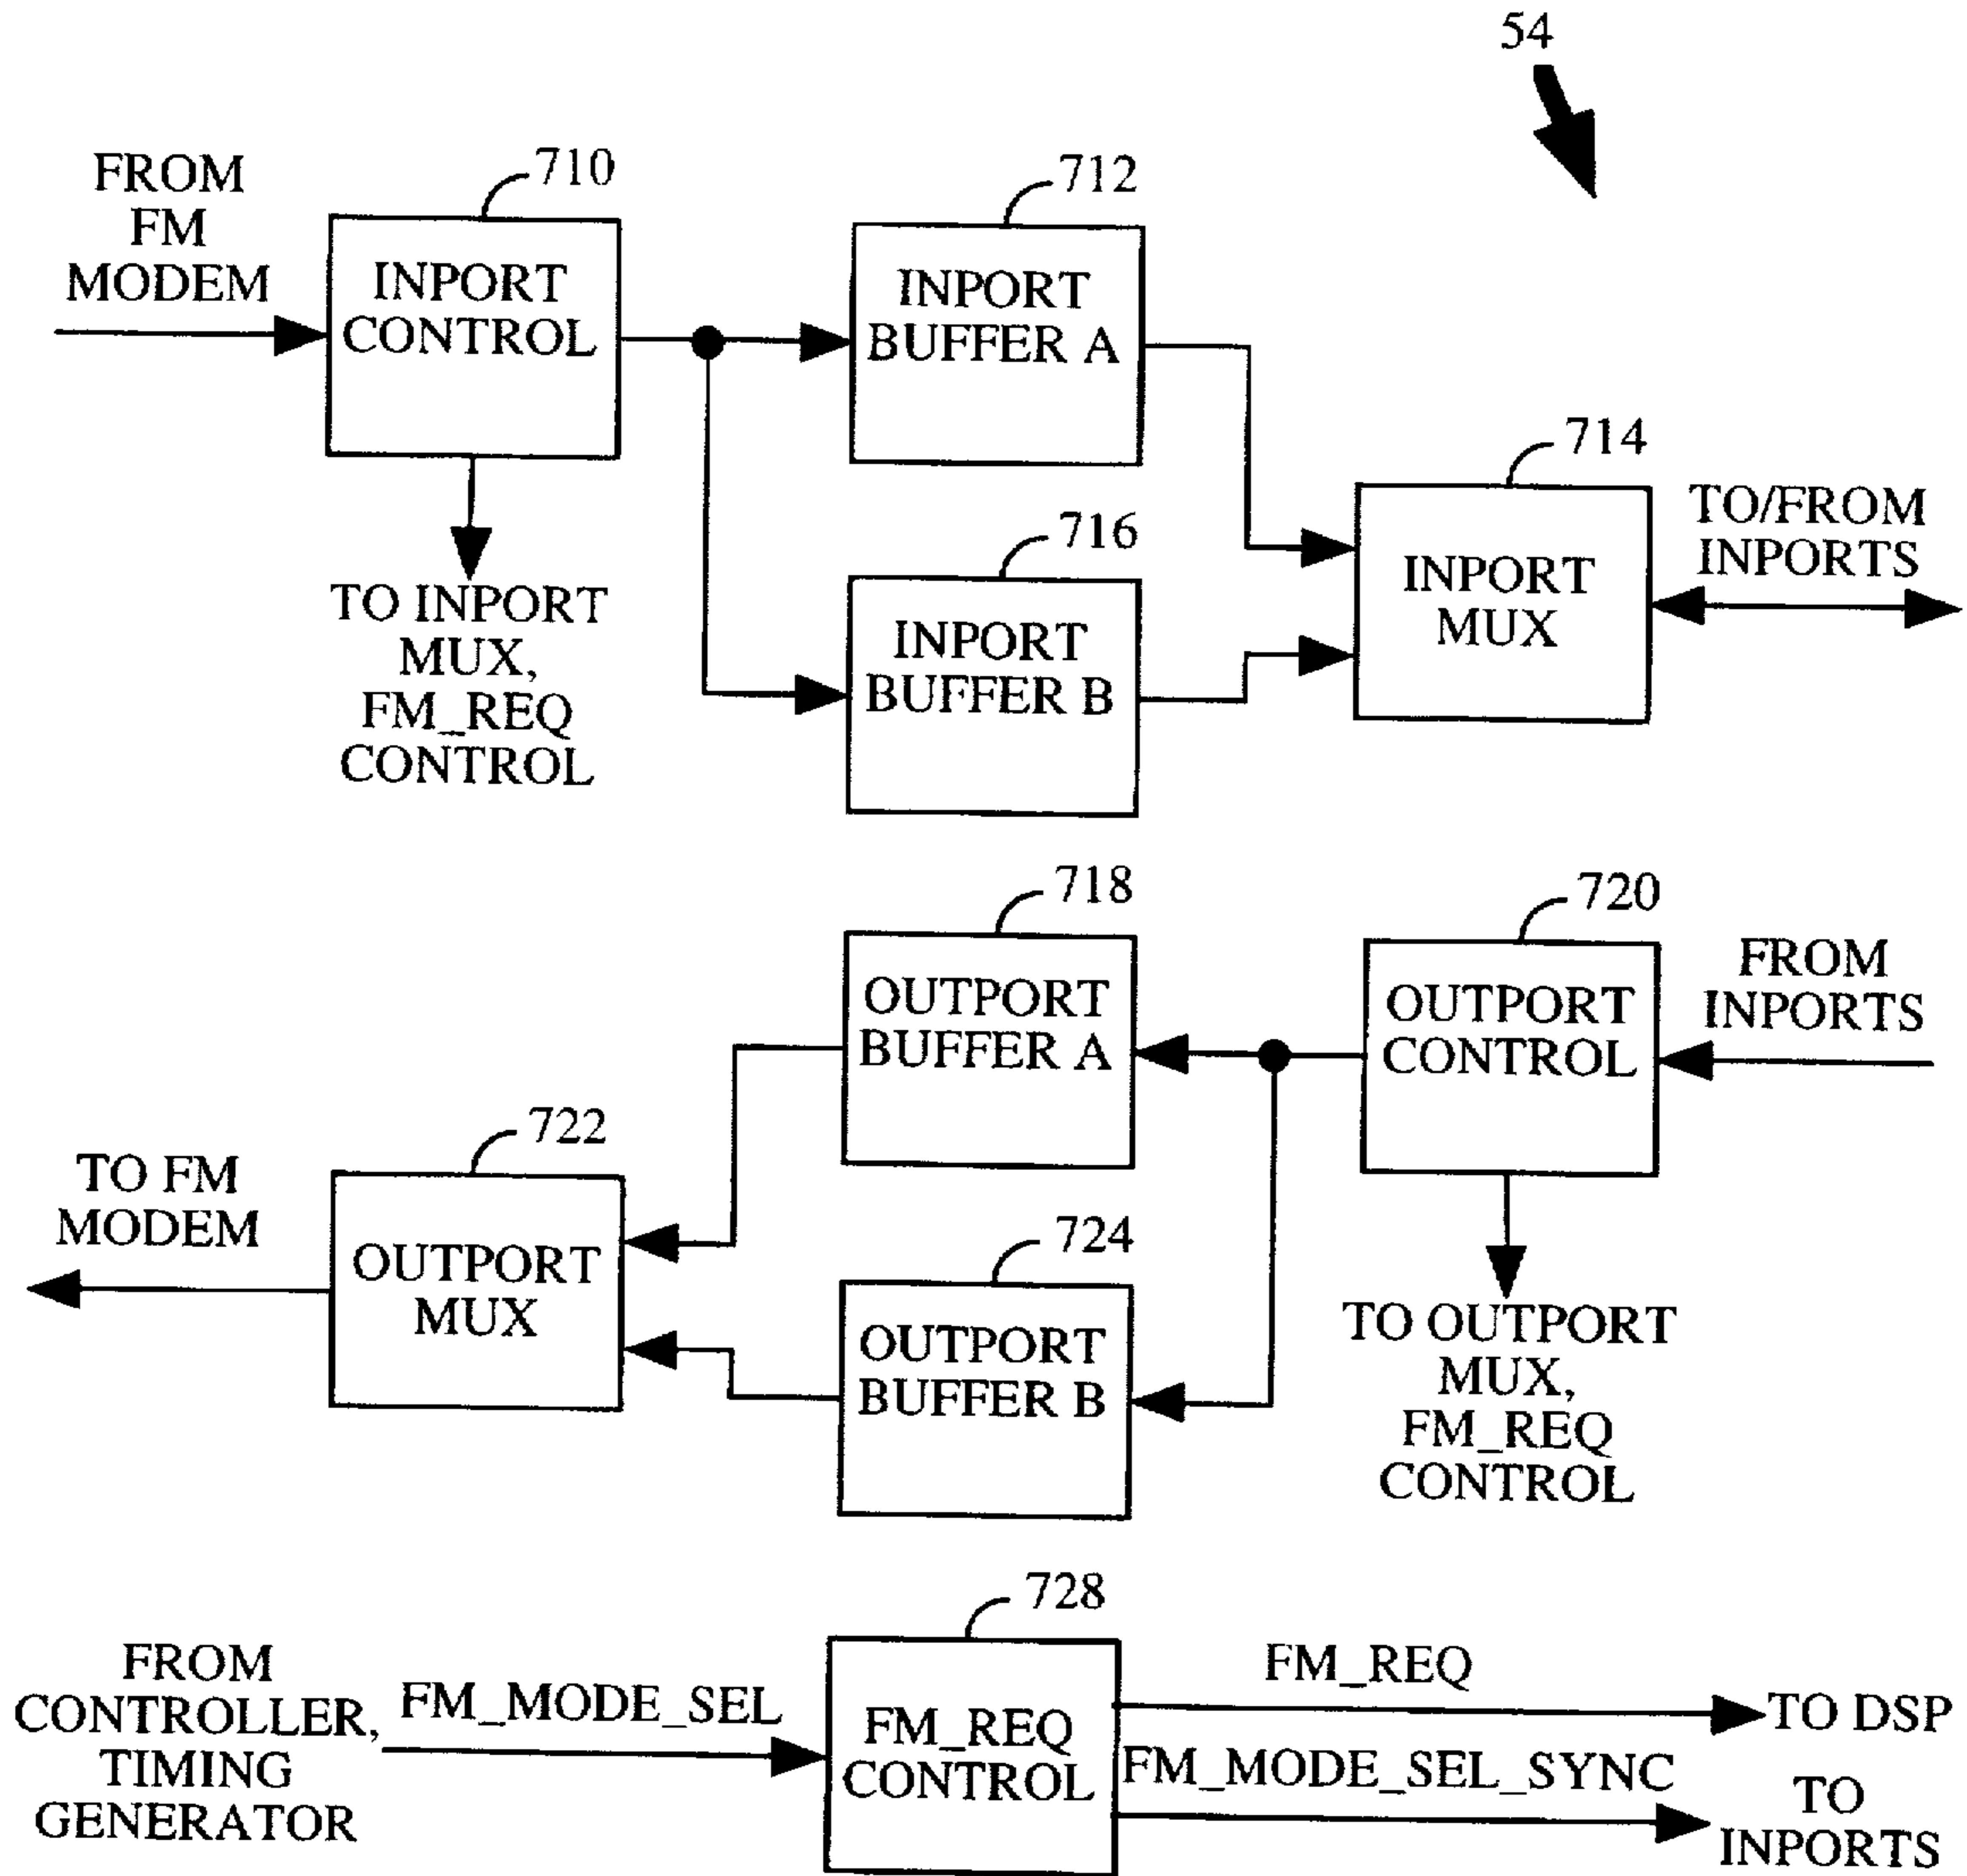 54
FROM
FM
MODEM
710
INPORT
CONTROL
TO INPORT
MUX,
FM_REQ
CONTROL
712
INPORT
BUFFER A
716
INPORT
BUFFER B
714
INPORT
MUX
TO/FROM
INPORTS
718
OUTPORT
BUFFER A
720
OUTPORT
CONTROL
FROM
INPORTS
722
OUTPORT
MUX
TO FM
MODEM
724
OUTPORT
BUFFER B
TO OUTPORT
MUX,
FM_REQ
CONTROL
728
FROM
CONTROLLER,
TIMING
GENERATOR
FM_MODE_SEL
FM_REQ
CONTROL
FM_REQ
TO DSP
FM_MODE_SEL_SYNC
TO
INPORTS